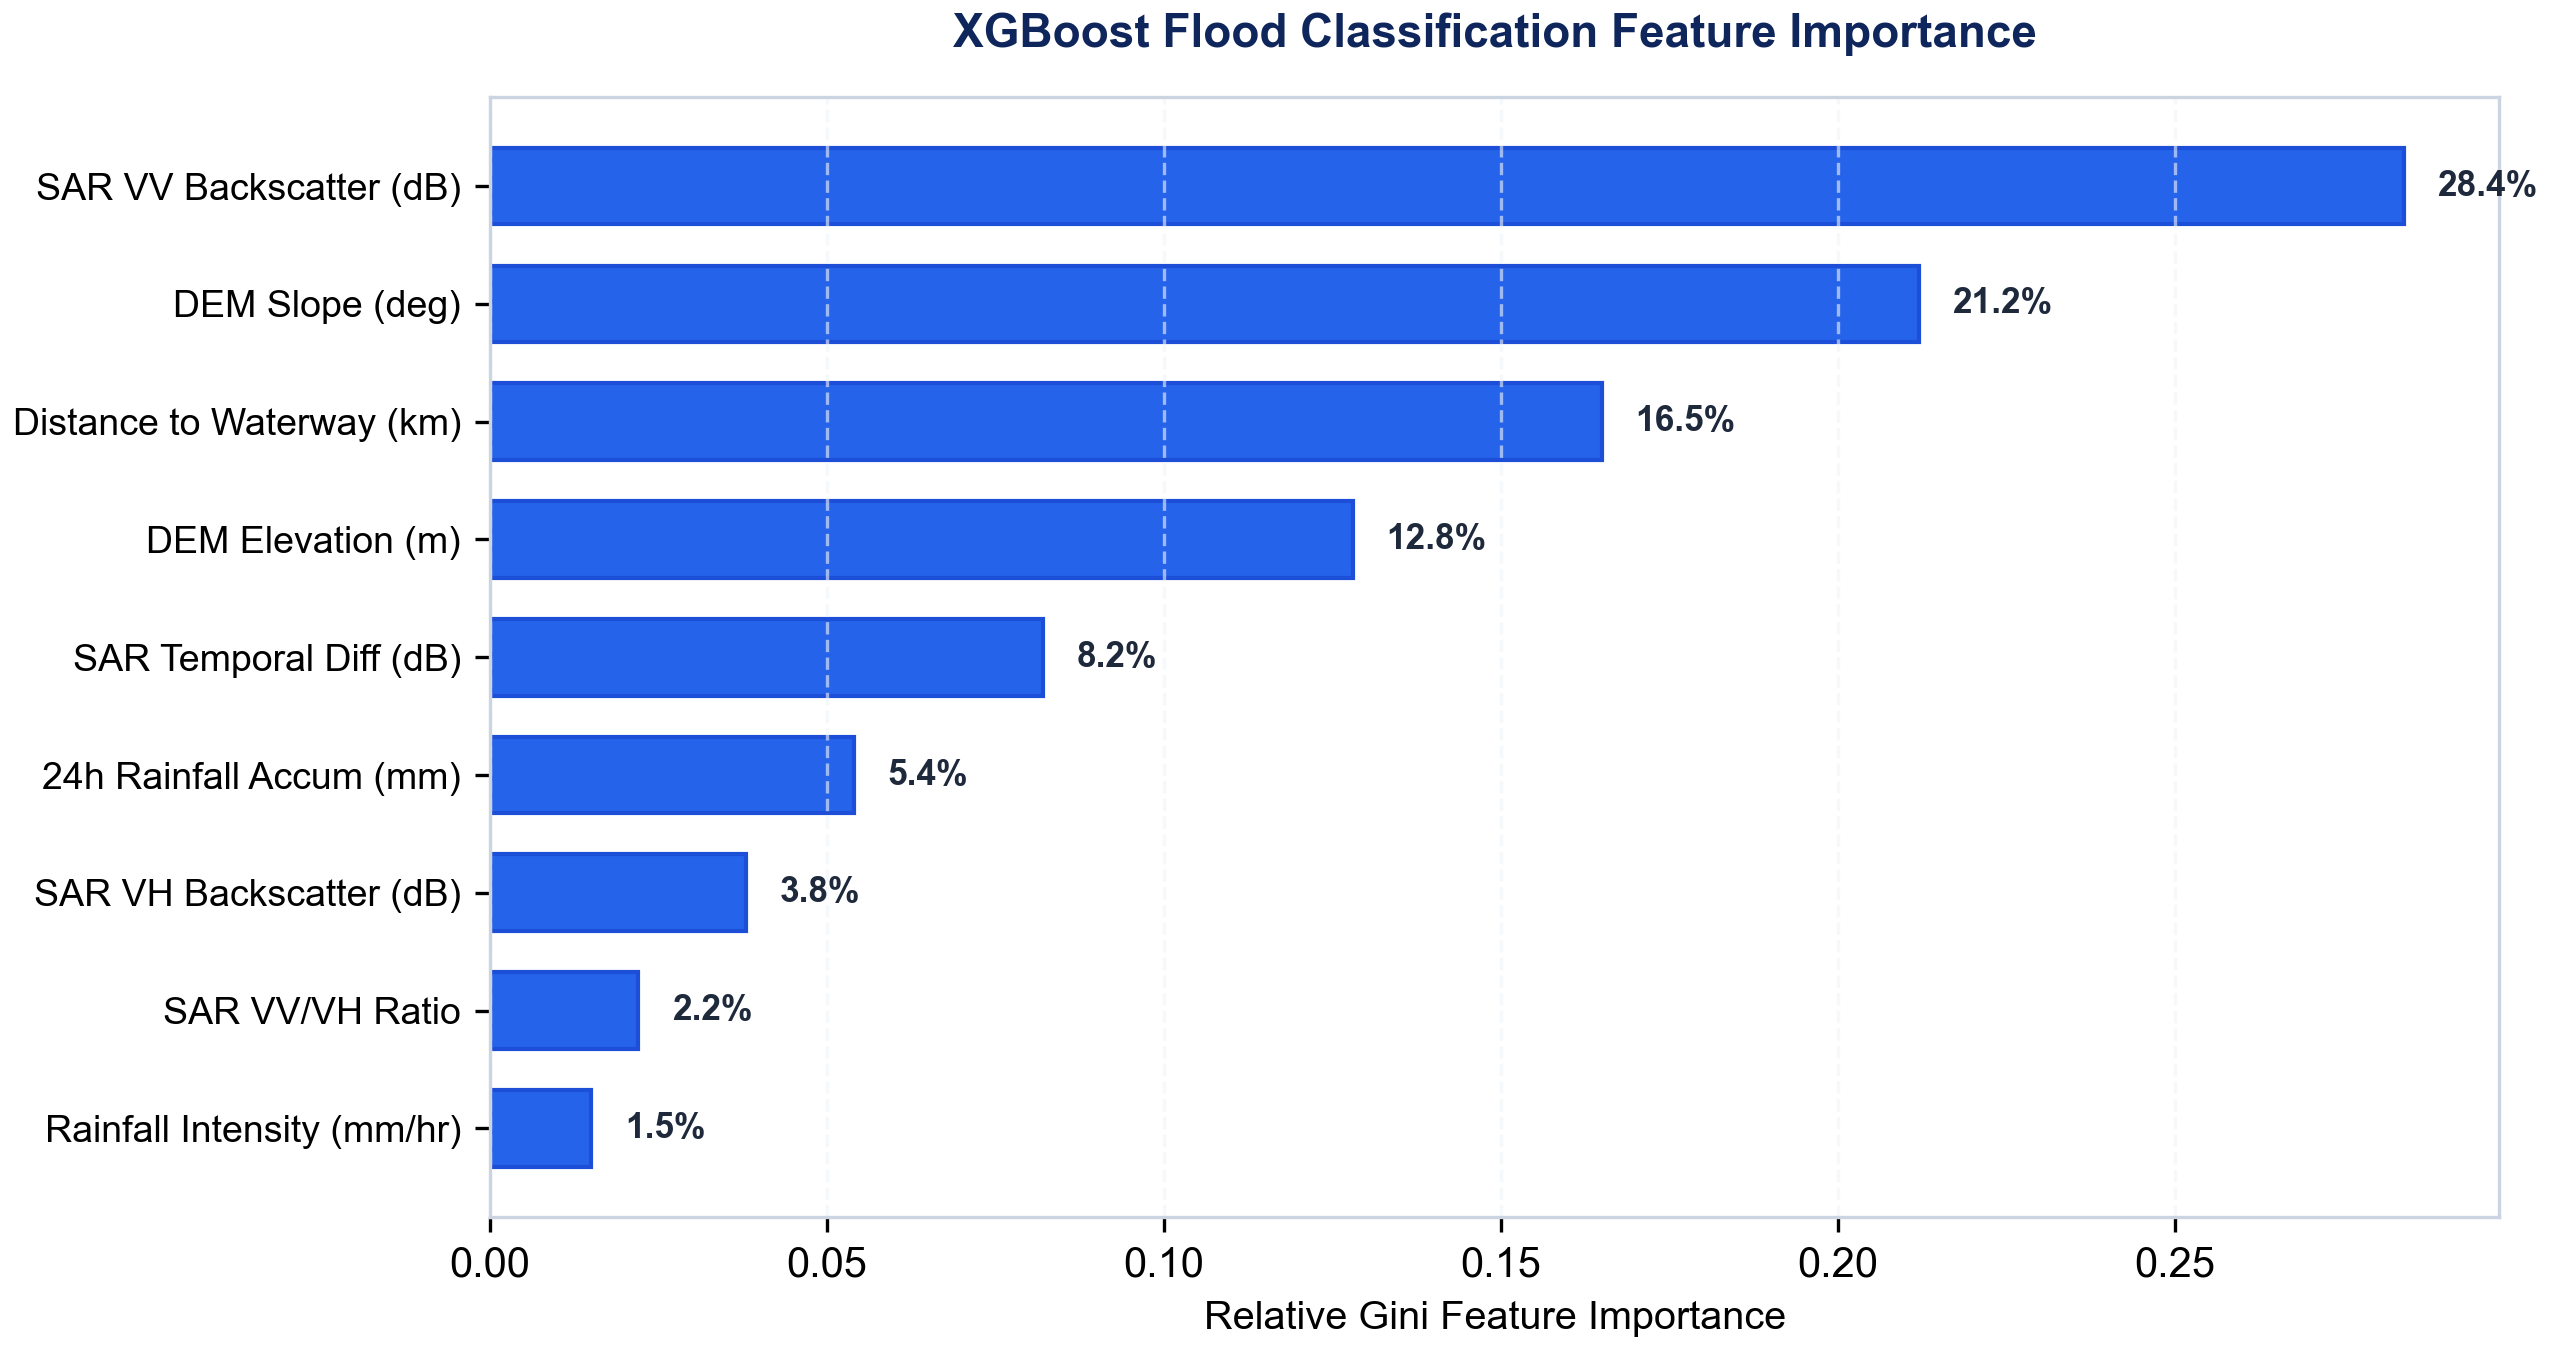 XGBoost Flood Classification Feature Importance
SAR VV Backscatter (dB) 28.4%
DEM Slope (deg) 21.2%
Distance to Waterway (km) 16.5%
DEM Elevation (m) 12.8%
SAR Temporal Diff (dB) 8.2%
24h Rainfall Accum (mm) 5.4%
SAR VH Backscatter (dB) 3.8%
SAR VV/VH Ratio 2.2%
Rainfall Intensity (mm/hr) 1.5%
0.00 0.05 0.10 0.15 0.20 0.25
Relative Gini Feature Importance